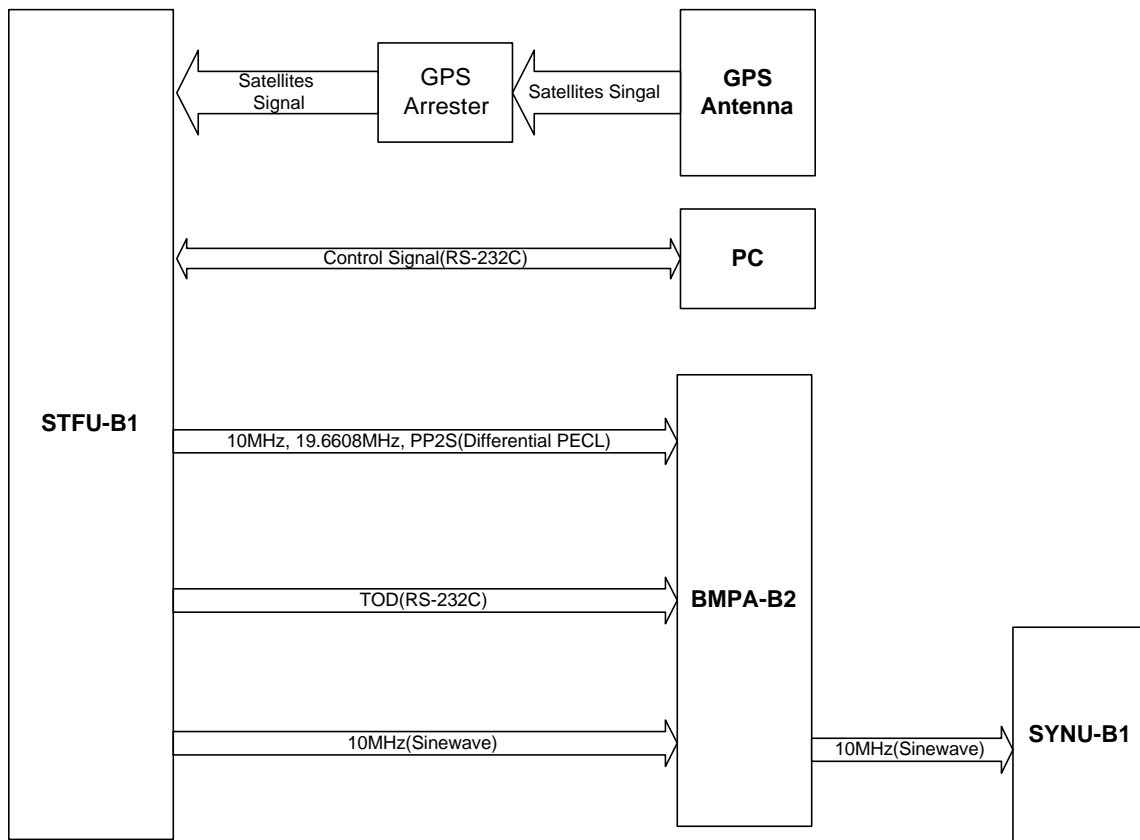 Satellites
Signal
GPS
Arrester
Satellites Singal
GPS
Antenna
Control Signal(RS-232C)
PC
STFU-B1
10MHz, 19.6608MHz, PP2S(Differential PECL)
TOD(RS-232C)
BMPA-B2
10MHz(Sinewave)
10MHz(Sinewave)
SYNU-B1